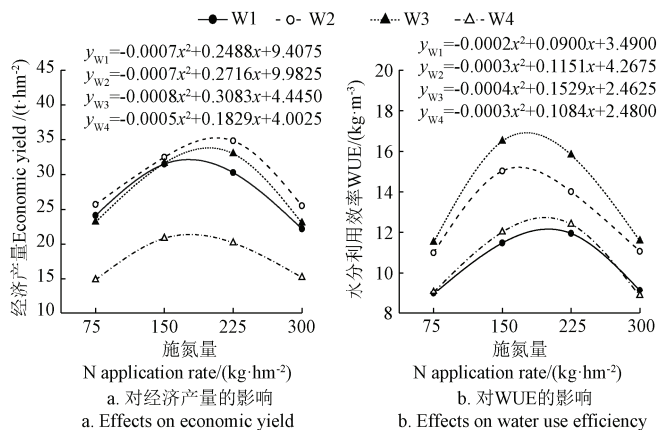 W1 W2 W3 W4
yW1=-0.0007x²+0.2488x+9.4075
yW2=-0.0007x²+0.2716x+9.9825
yW3=-0.0008x²+0.3083x+4.4450
yW4=-0.0005x²+0.1829x+4.0025
经济产量Economic yield /(t·hm⁻²)
45
40
35
30
25
20
15
10
75 150 225 300
施氮量
N application rate/(kg·hm⁻²)
a. 对经济产量的影响
a. Effects on economic yield
yW1=-0.0002x²+0.0900x+3.4900
yW2=-0.0003x²+0.1151x+4.2675
yW3=-0.0004x²+0.1529x+2.4625
yW4=-0.0003x²+0.1084x+2.4800
水分利用效率WUE/(kg·m⁻³)
20
18
16
14
12
10
8
75 150 225 300
施氮量
N application rate/(kg·hm⁻²)
b. 对WUE的影响
b. Effects on water use efficiency